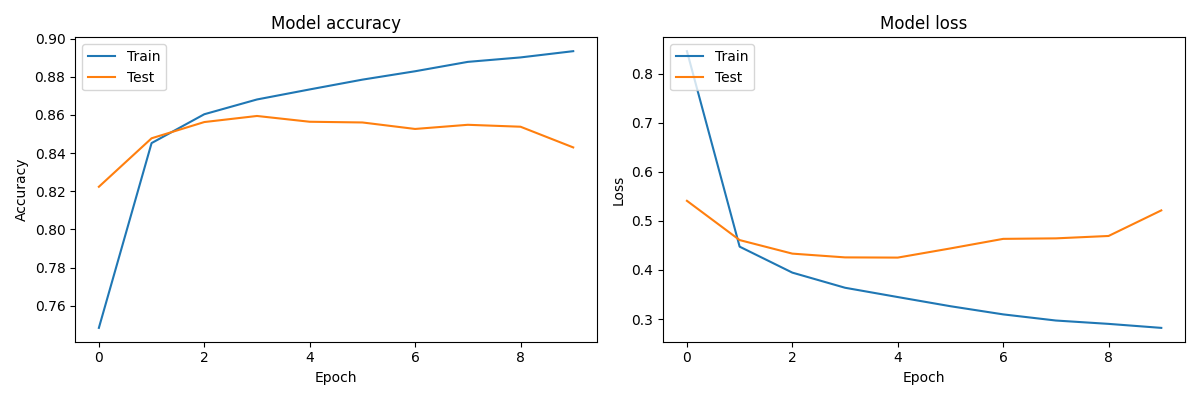 Model accuracy
Train
Test
0.90
0.88
0.86
0.84
0.82
0.80
0.78
0.76
Accuracy
0 2 4 6 8
Epoch
Model loss
Train
Test
0.8
0.7
0.6
0.5
0.4
0.3
Loss
0 2 4 6 8
Epoch